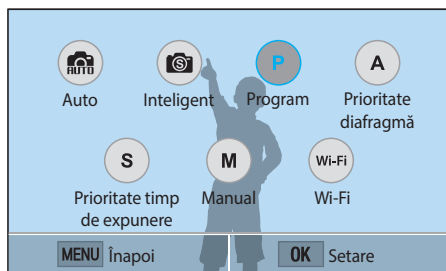 AUTO
S
P
A
Auto
Inteligent
Program
Prioritate
diafragmă
S
M
Wi-Fi
Prioritate timp
de expunere
Manual
Wi-Fi
MENU Înapoi
OK Setare